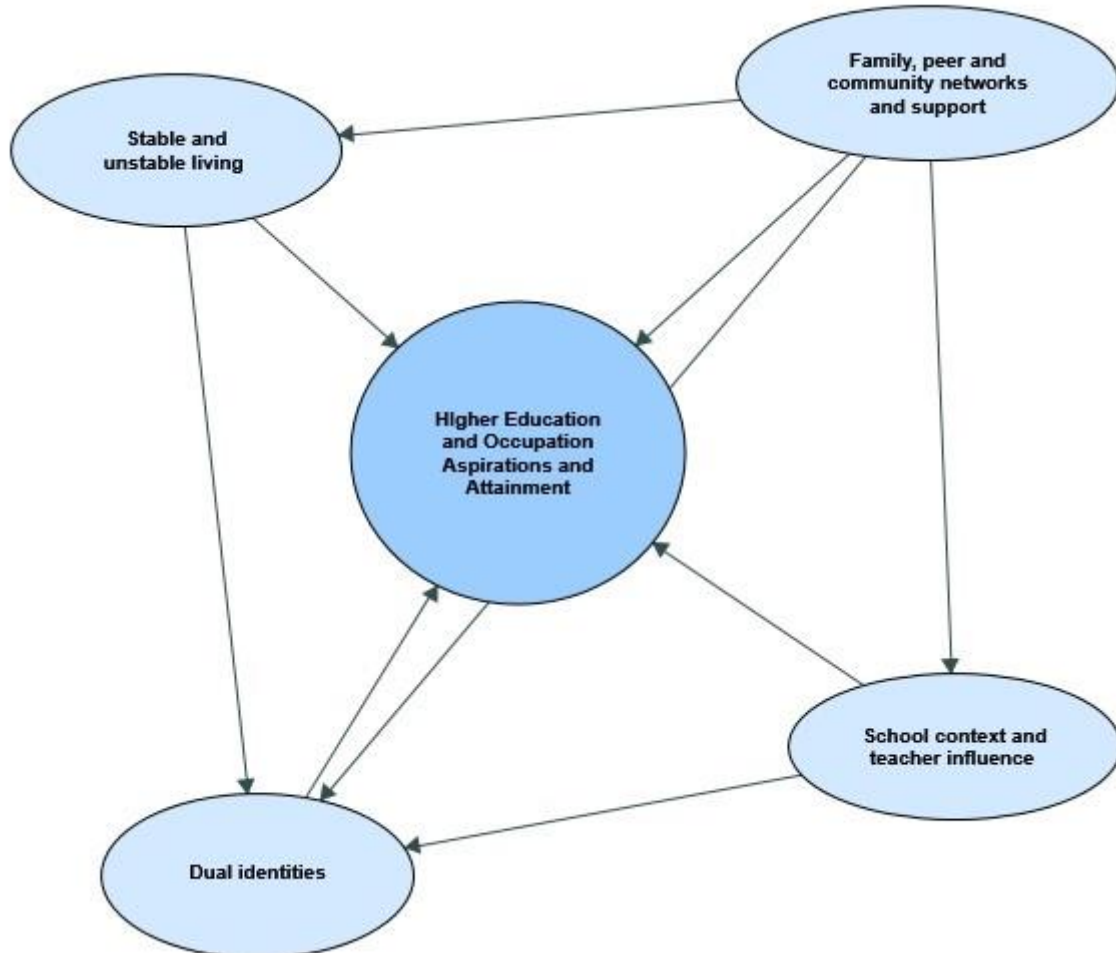 Family, peer and
community networks
and support
Stable and
unstable living
HIgher Education
and Occupation
Aspirations and
Attainment
School context and
teacher influence
Dual identities